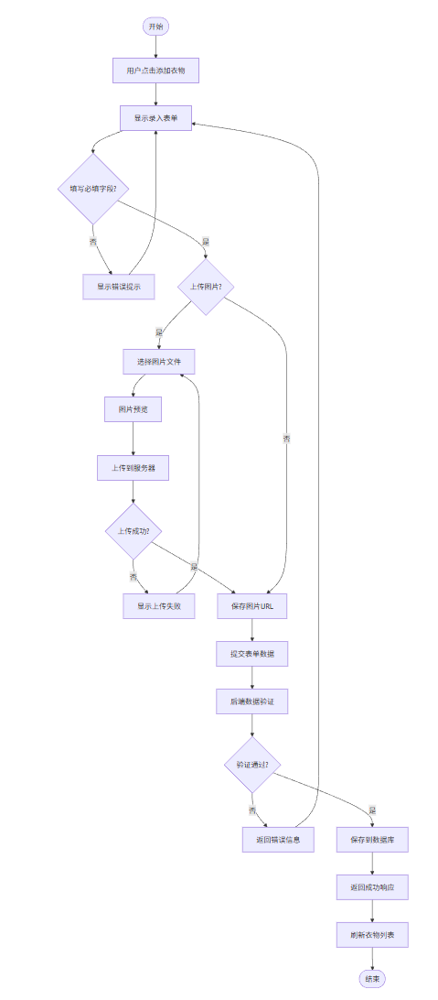 开始
用户点击添加衣物
显示录入表单
填写必填字段?
否
是
显示错误提示
上传图片?
是
选择图片文件
图片预览
否
上传到服务器
上传成功?
是
否
显示上传失败
保存图片URL
提交表单数据
后端数据验证
验证通过?
否
是
返回错误信息
保存到数据库
返回成功响应
刷新衣物列表
结束